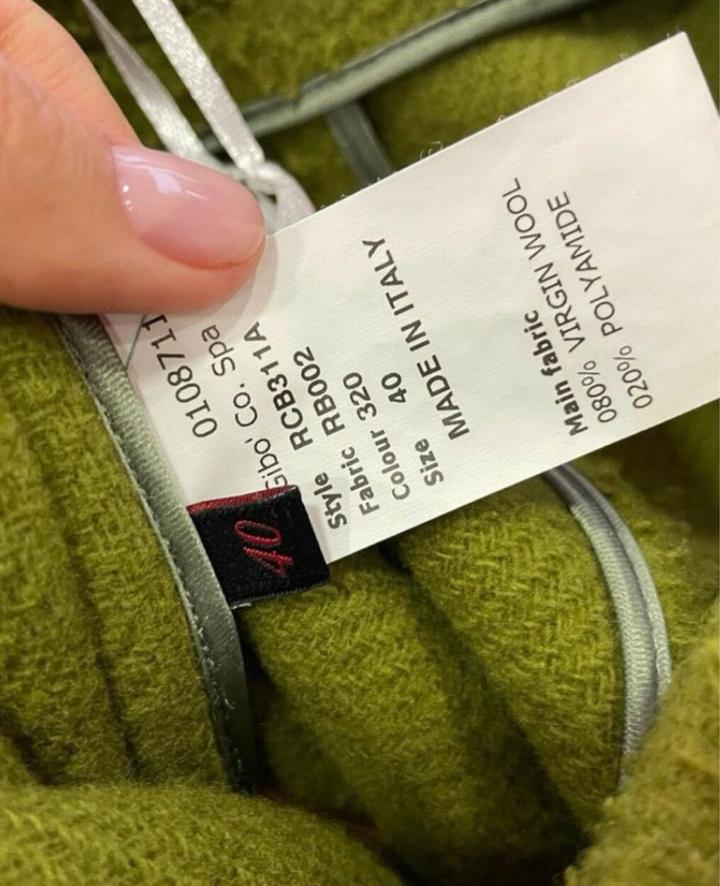 0108711
Gibo' Co. Spa
Style RCB311A
Fabric RB002
Colour 320
Size 40
MADE IN ITALY
Main fabric
080% VIRGIN WOOL
020% POLYAMIDE
40